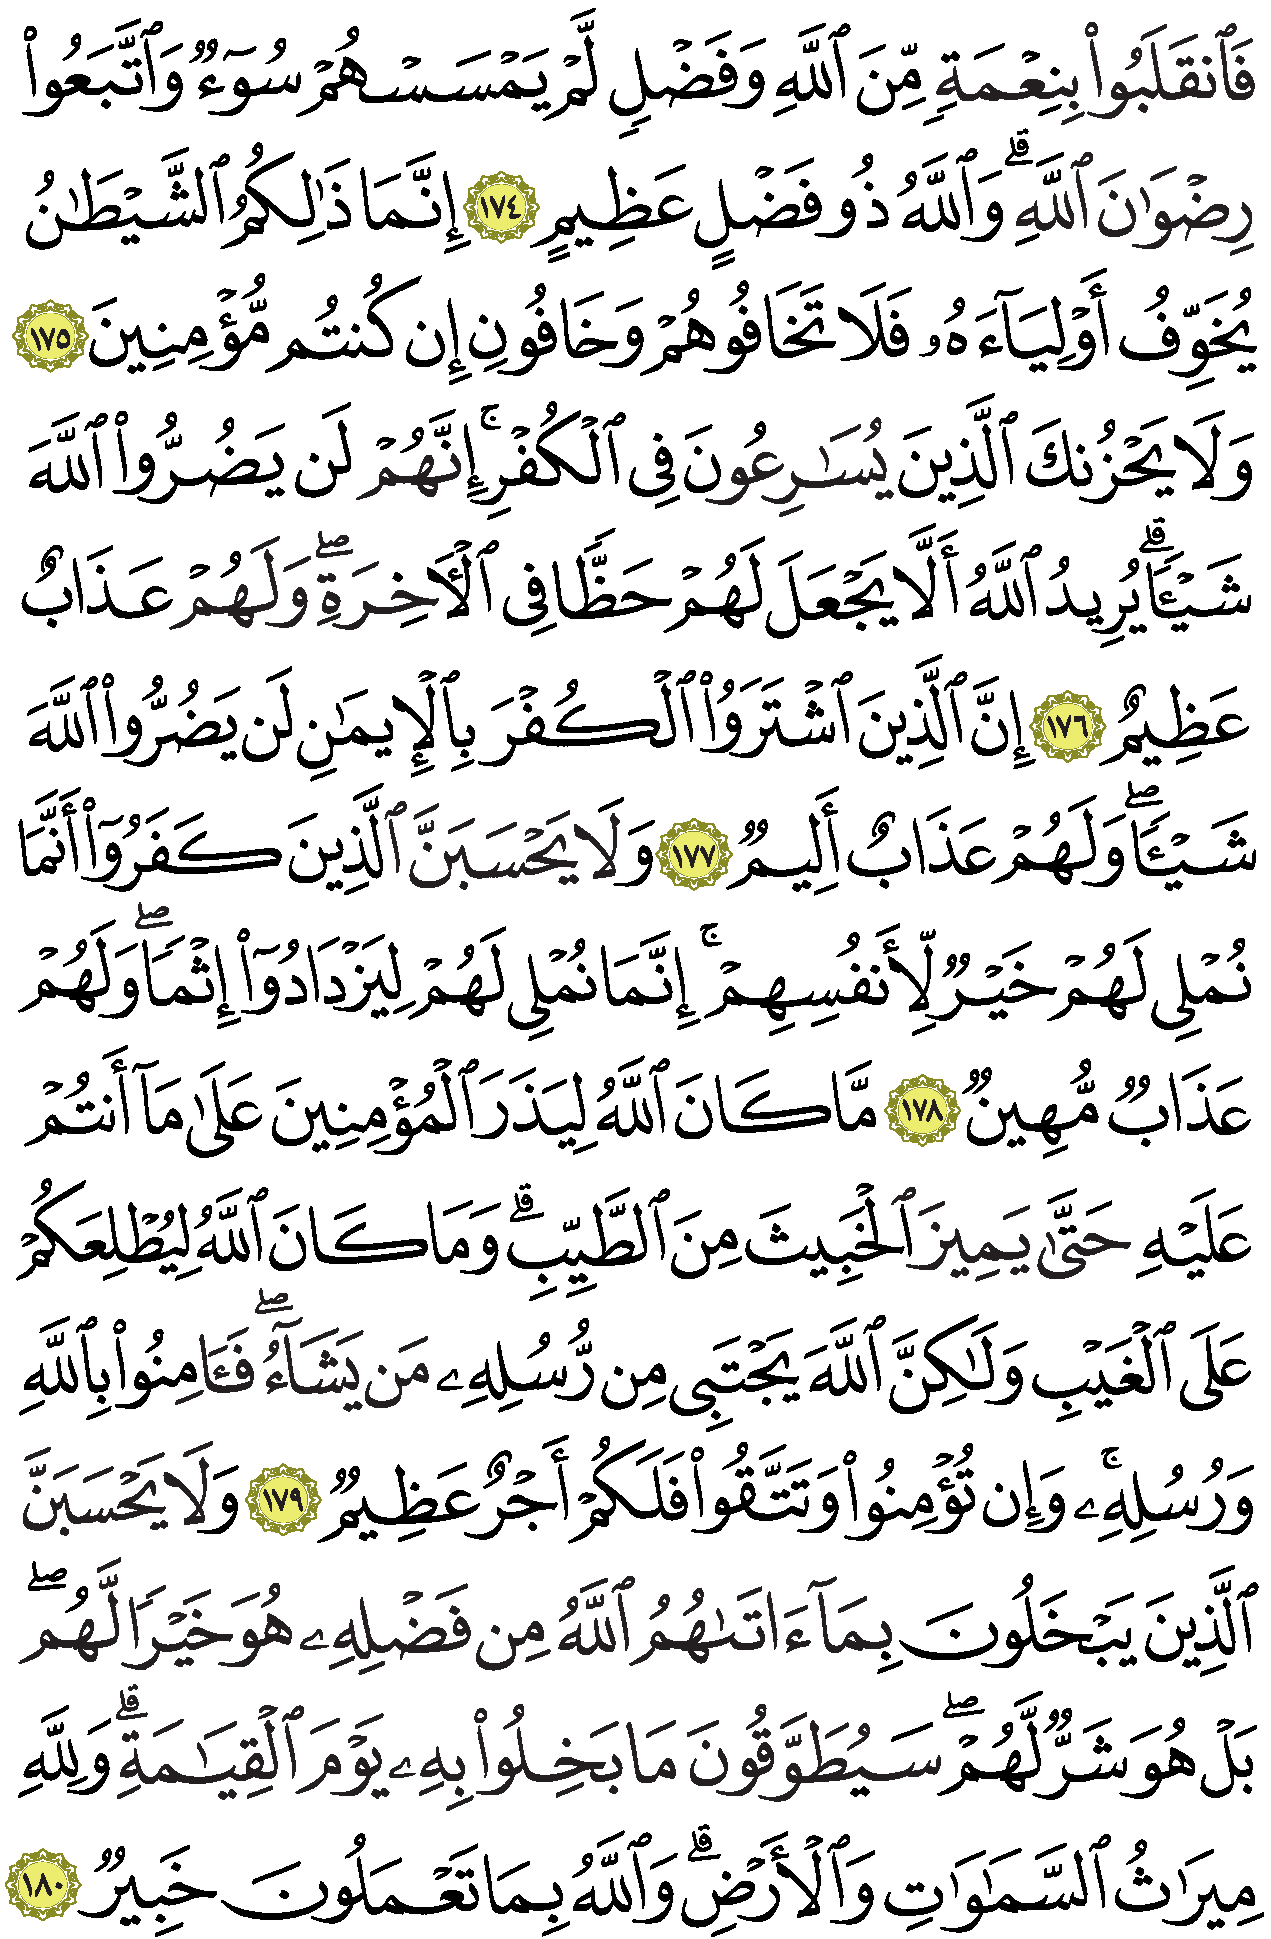 فَٱنقَلَبُوا۟ بِنِعْمَةٍ مِّنَ ٱللَّهِ وَفَضْلٍ لَّمْ يَمْسَسْهُمْ سُوٓءٌ وَٱتَّبَعُوا۟
رِضْوَٰنَ ٱللَّهِ ۗ وَٱللَّهُ ذُو فَضْلٍ عَظِيمٍ ١٧٤ إِنَّمَا ذَٰلِكُمُ ٱلشَّيْطَٰنُ
يُخَوِّفُ أَوْلِيَآءَهُۥ فَلَا تَخَافُوهُمْ وَخَافُونِ إِن كُنتُم مُّؤْمِنِينَ ١٧٥
وَلَا يَحْزُنكَ ٱلَّذِينَ يُسَٰرِعُونَ فِى ٱلْكُفْرِ ۚ إِنَّهُمْ لَن يَضُرُّوا۟ ٱللَّهَ
شَيْـًٔا ۗ يُرِيدُ ٱللَّهُ أَلَّا يَجْعَلَ لَهُمْ حَظًّا فِى ٱلْـَٔاخِرَةِ ۖ وَلَهُمْ عَذَابٌ
عَظِيمٌ ١٧٦ إِنَّ ٱلَّذِينَ ٱشْتَرَوُا۟ ٱلْكُفْرَ بِٱلْإِيمَٰنِ لَن يَضُرُّوا۟ ٱللَّهَ
شَيْـًٔا ۖ وَلَهُمْ عَذَابٌ أَلِيمٌ ١٧٧ وَلَا يَحْسَبَنَّ ٱلَّذِينَ كَفَرُوٓا۟ أَنَّمَا
نُمْلِى لَهُمْ خَيْرٌ لِّأَنفُسِهِمْ ۚ إِنَّمَا نُمْلِى لَهُمْ لِيَزْدَادُوٓا۟ إِثْمًا ۖ وَلَهُمْ
عَذَابٌ مُّهِينٌ ١٧٨ مَّا كَانَ ٱللَّهُ لِيَذَرَ ٱلْمُؤْمِنِينَ عَلَىٰ مَآ أَنتُمْ
عَلَيْهِ حَتَّىٰ يَمِيزَ ٱلْخَبِيثَ مِنَ ٱلطَّيِّبِ ۗ وَمَا كَانَ ٱللَّهُ لِيُطْلِعَكُمْ
عَلَى ٱلْغَيْبِ وَلَٰكِنَّ ٱللَّهَ يَجْتَبِى مِن رُّسُلِهِۦ مَن يَشَآءُ ۖ فَـَٔامِنُوا۟ بِٱللَّهِ
وَرُسُلِهِۦ ۚ وَإِن تُؤْمِنُوا۟ وَتَتَّقُوا۟ فَلَكُمْ أَجْرٌ عَظِيمٌ ١٧٩ وَلَا يَحْسَبَنَّ
ٱلَّذِينَ يَبْخَلُونَ بِمَآ ءَاتَىٰهُمُ ٱللَّهُ مِن فَضْلِهِۦ هُوَ خَيْرًا لَّهُم ۖ
بَلْ هُوَ شَرٌّ لَّهُمْ ۖ سَيُطَوَّقُونَ مَا بَخِلُوا۟ بِهِۦ يَوْمَ ٱلْقِيَٰمَةِ ۗ وَلِلَّهِ
مِيرَٰثُ ٱلسَّمَٰوَٰتِ وَٱلْأَرْضِ ۗ وَٱللَّهُ بِمَا تَعْمَلُونَ خَبِيرٌ ١٨٠